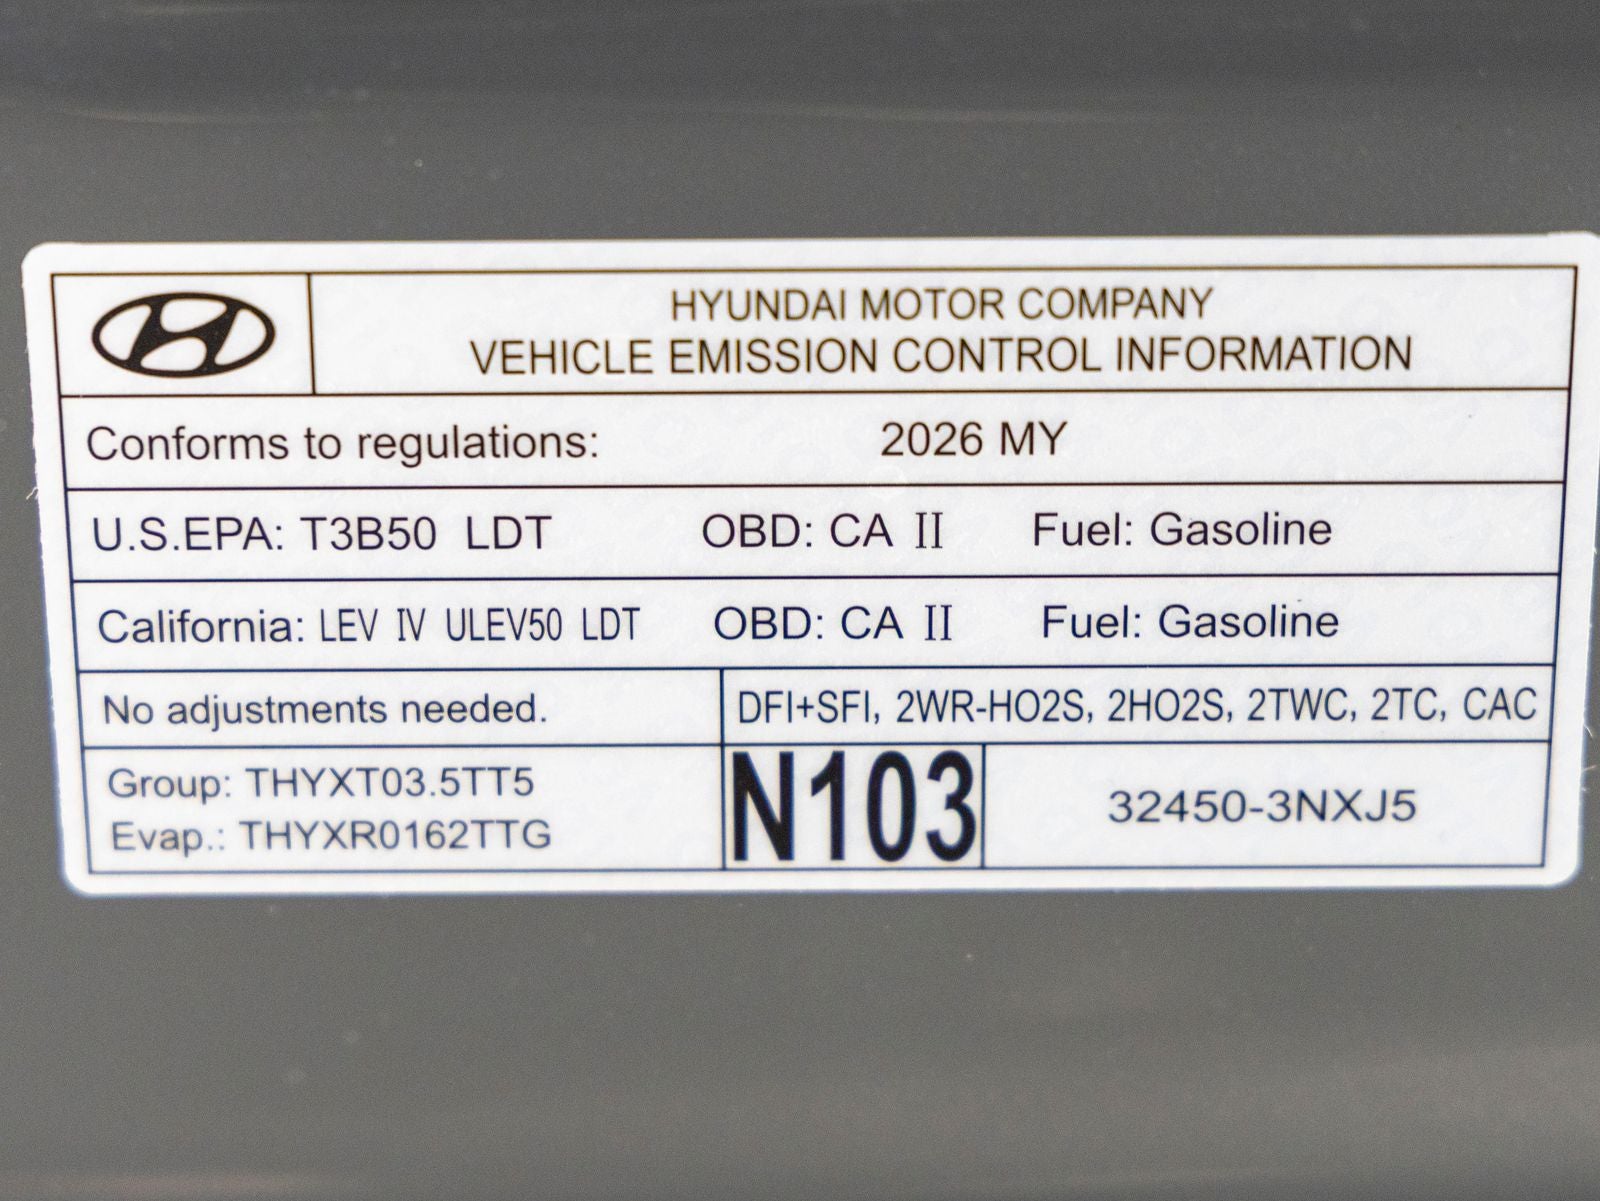 HYUNDAI MOTOR COMPANY
VEHICLE EMISSION CONTROL INFORMATION
Conforms to regulations: 2026 MY
U.S.EPA: T3B50 LDT OBD: CA II Fuel: Gasoline
California: LEV IV ULEV50 LDT OBD: CA II Fuel: Gasoline
No adjustments needed. DFI+SFI, 2WR-HO2S, 2HO2S, 2TWC, 2TC, CAC
Group: THYXT03.5TT5
Evap.: THYXR0162TTG
N103
32450-3NXJ5